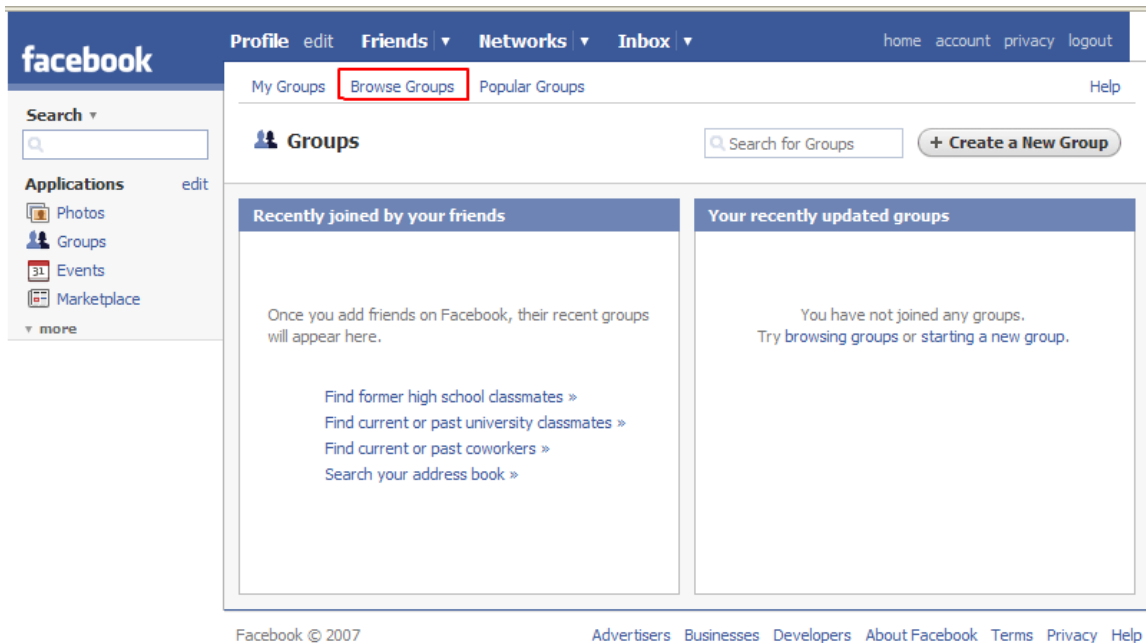 facebook
Profile edit Friends ▼ Networks ▼ Inbox ▼ home account privacy logout
My Groups Browse Groups Popular Groups Help
Search ▼
Applications edit
Photos
31
Groups
Events
Marketplace
▼ more
Groups
Search for Groups
+ Create a New Group
Recently joined by your friends
Once you add friends on Facebook, their recent groups
will appear here.
Find former high school classmates »
Find current or past university classmates »
Find current or past coworkers »
Search your address book »
Your recently updated groups
You have not joined any groups.
Try browsing groups or starting a new group.
Facebook © 2007 Advertisers Businesses Developers About Facebook Terms Privacy Help